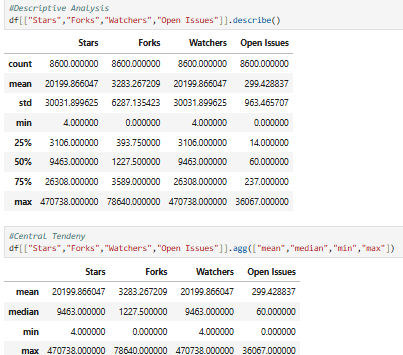 #Descriptive Analysis
df[["Stars","Forks","Watchers","Open Issues"]].describe()
Stars Forks Watchers Open Issues
count 8600.000000 8600.000000 8600.000000 8600.000000
mean 20199.866047 3283.267209 20199.866047 299.428837
std 30031.899625 6287.135423 30031.899625 963.465707
min 4.000000 0.000000 4.000000 0.000000
25% 3106.000000 393.750000 3106.000000 14.000000
50% 9463.000000 1227.500000 9463.000000 60.000000
75% 26308.000000 3589.000000 26308.000000 237.000000
max 470738.000000 78640.000000 470738.000000 36067.000000
#Central Tendeny
df[["Stars","Forks","Watchers","Open Issues"]].agg(["mean","median","min","max"])
Stars Forks Watchers Open Issues
mean 20199.866047 3283.267209 20199.866047 299.428837
median 9463.000000 1227.500000 9463.000000 60.000000
min 4.000000 0.000000 4.000000 0.000000
max 470738.000000 78640.000000 470738.000000 36067.000000